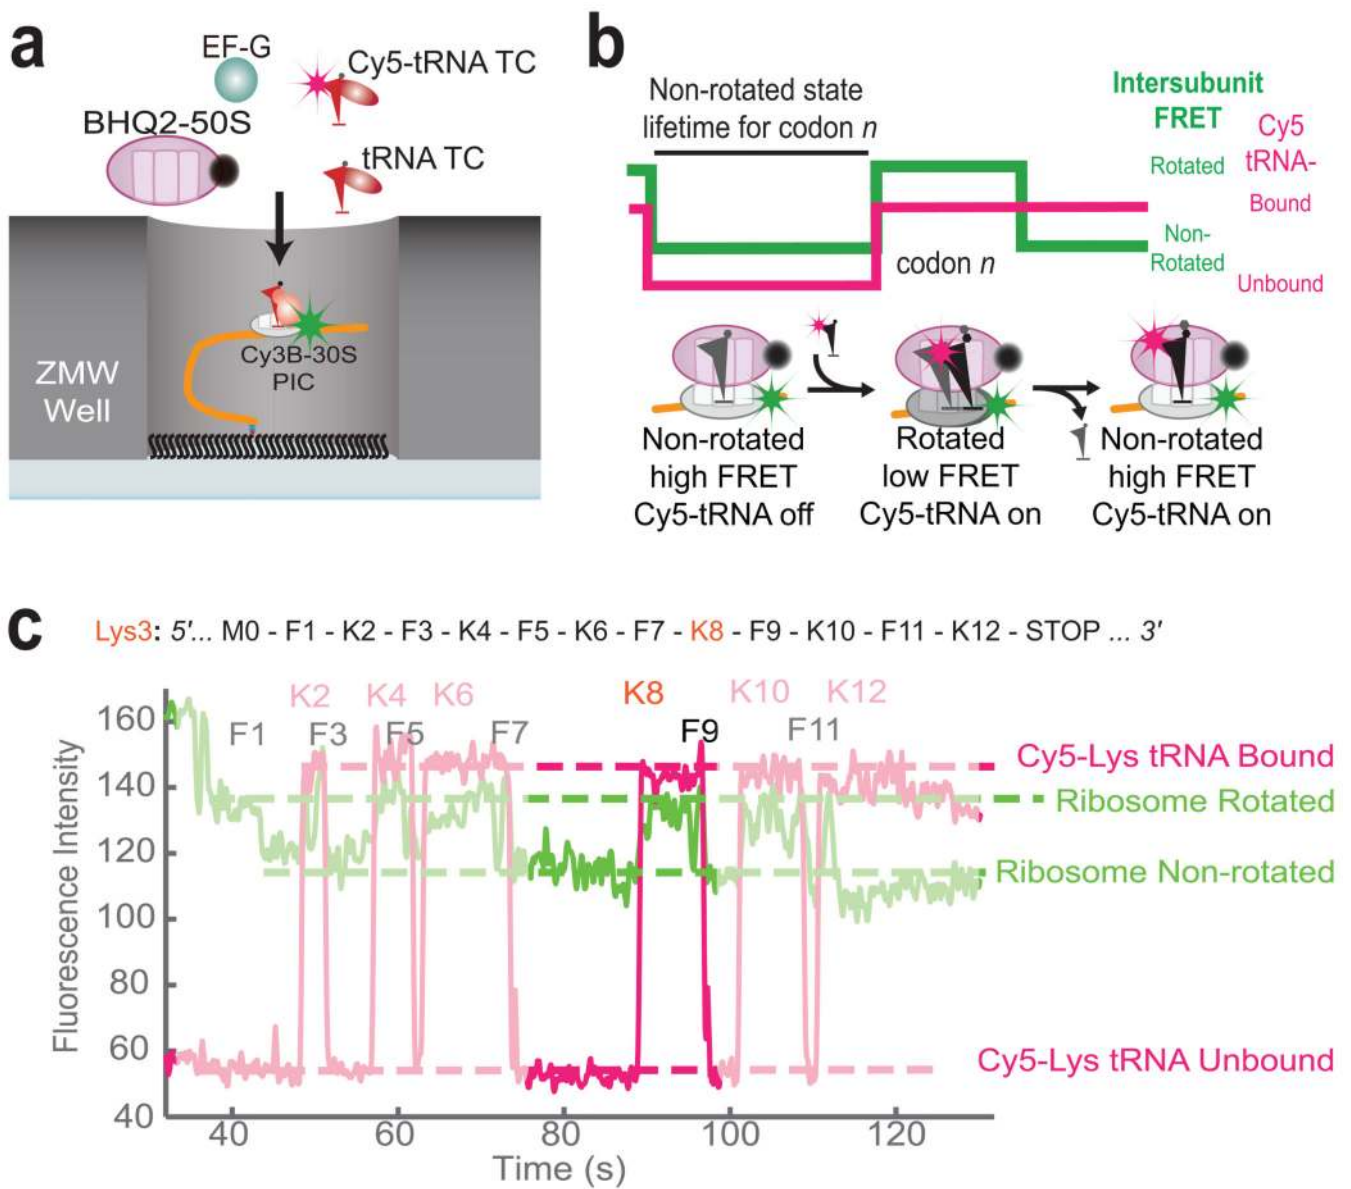 a
EF-G
Cy5-tRNA TC
BHQ2-50S
tRNA TC
Cy3B-30S
PIC
ZMW
Well
b
Non-rotated state
lifetime for codon n
Intersubunit
FRET
Cy5
tRNA-
Rotated
Bound
Non-
Rotated
Unbound
codon n
Non-rotated
high FRET
Cy5-tRNA off
Rotated
low FRET
Cy5-tRNA on
Non-rotated
high FRET
Cy5-tRNA on
c
Lys3: 5'... M0 - F1 - K2 - F3 - K4 - F5 - K6 - F7 - K8 - F9 - K10 - F11 - K12 - STOP ... 3'
K2 K4 K6 K8 K10 K12
F1 F3 F5 F7 F9 F11
Cy5-Lys tRNA Bound
Ribosome Rotated
Ribosome Non-rotated
Cy5-Lys tRNA Unbound
Fluorescence Intensity
160
140
120
100
80
60
40
40 60 80 100 120
Time (s)